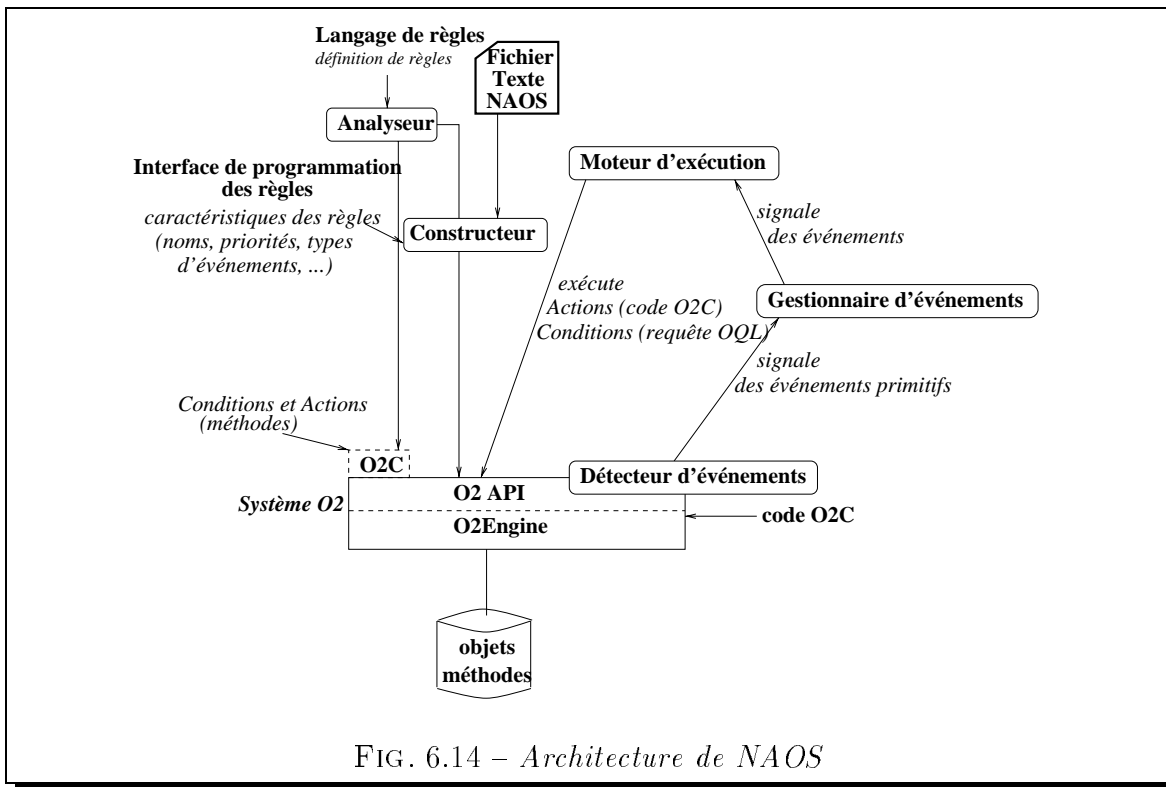 Langage de règles
définition de règles
Fichier
Texte
NAOS
Analyseur
Interface de programmation
des règles
caractéristiques des règles
(noms, priorités, types
d'événements, ...)
Constructeur
Moteur d'exécution
signale
des événements
exécute
Actions (code O2C)
Conditions (requête OQL)
Gestionnaire d'événements
signale
des événements primitifs
Conditions et Actions
(méthodes)
O2C
Détecteur d'événements
Système O2
O2 API
O2Engine
code O2C
objets
méthodes
FIG. 6.14 – Architecture de NAOS